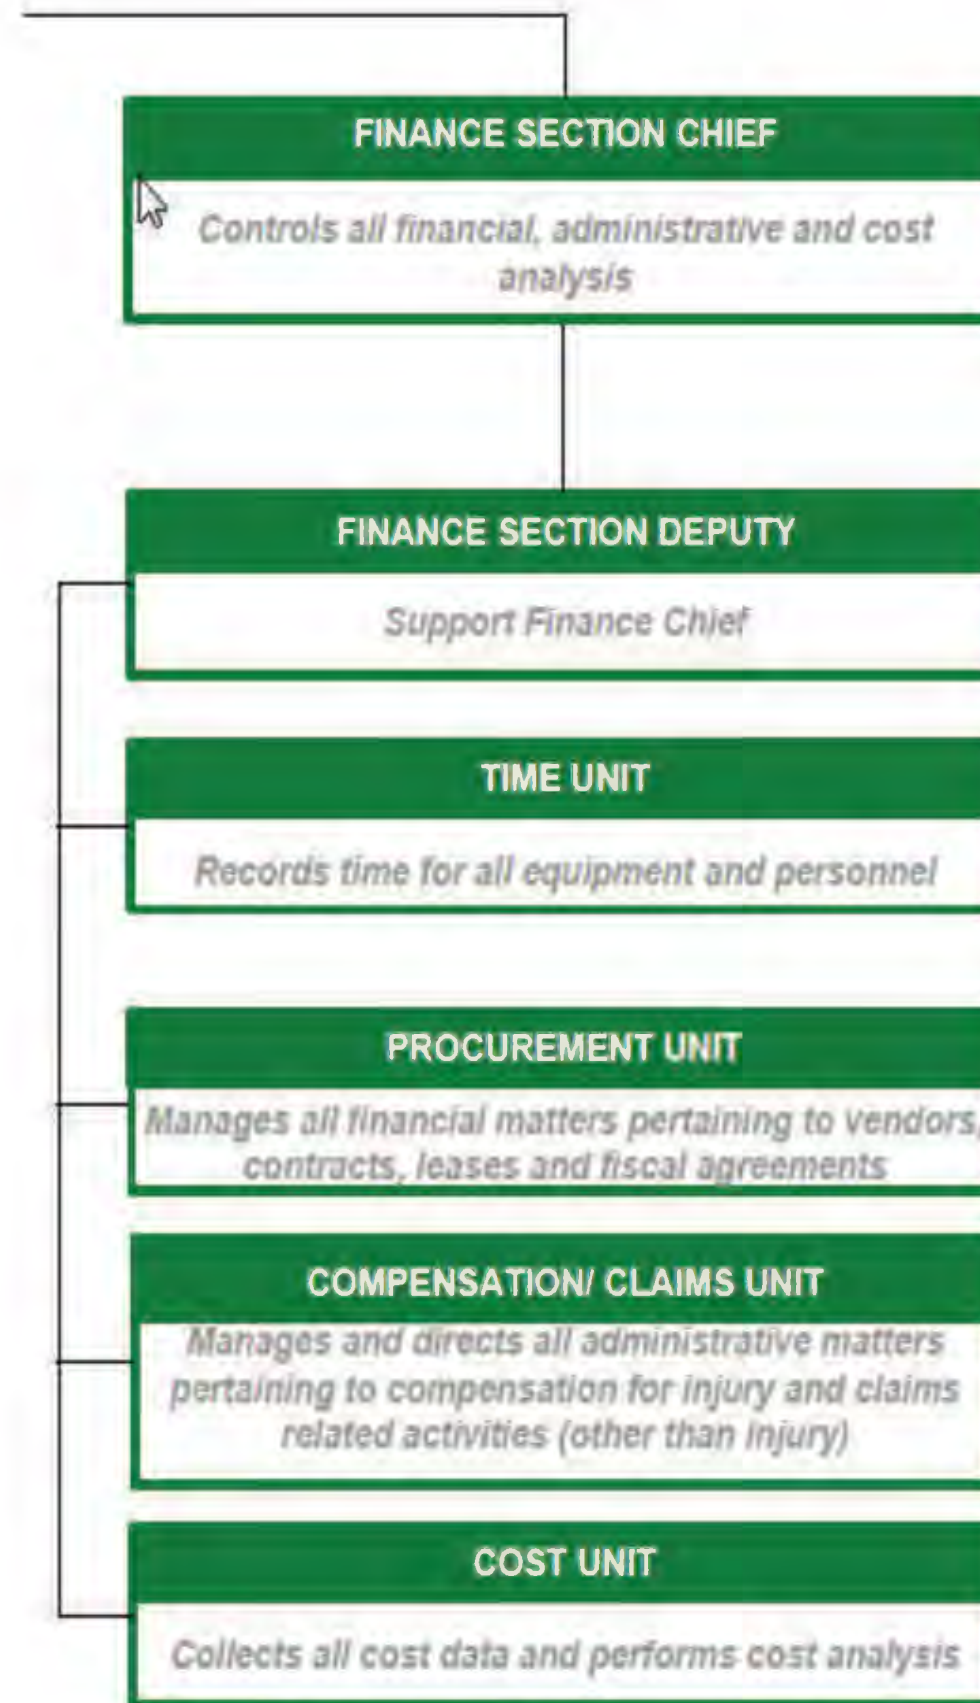 FINANCE SECTION CHIEF
Controls all financial, administrative and cost
analysis
FINANCE SECTION DEPUTY
Support Finance Chief
TIME UNIT
Records time for all equipment and personnel
PROCUREMENT UNIT
Manages all financial matters pertaining to vendors,
contracts, leases and fiscal agreements
COMPENSATION/ CLAIMS UNIT
Manages and directs all administrative matters
pertaining to compensation for injury and claims
related activities (other than injury)
COST UNIT
Collects all cost data and performs cost analysis